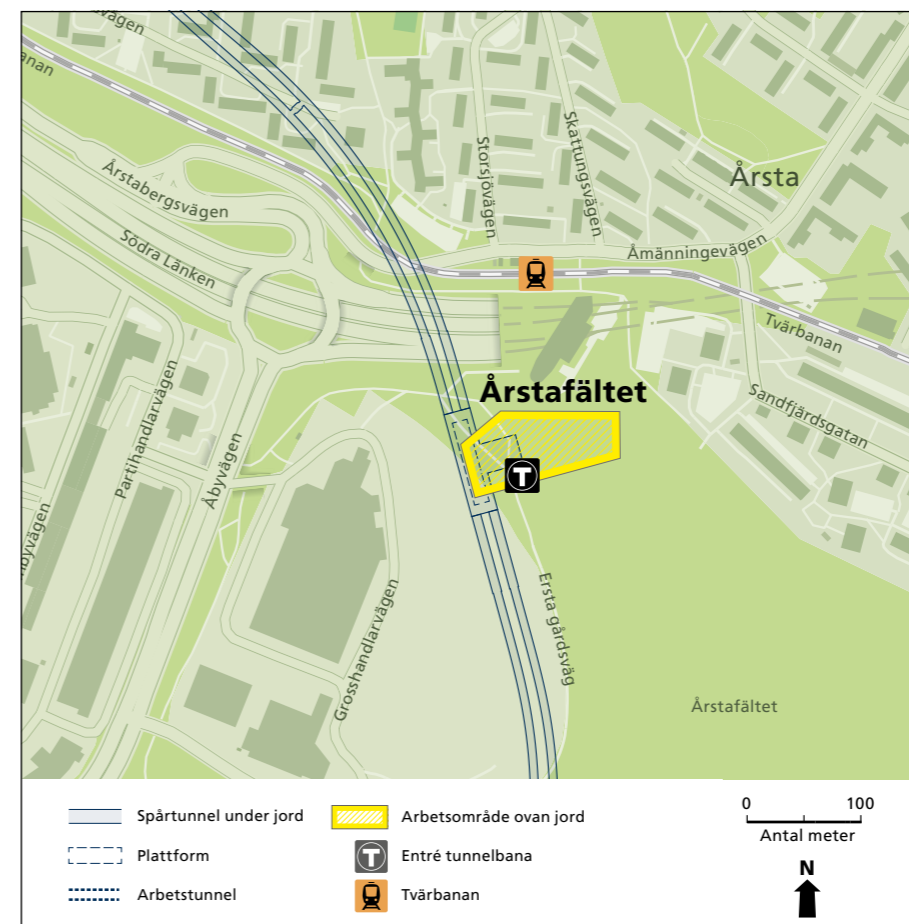 Årstabergsvägen
Södra Länken
Storsjövägen
Skattungsvägen
Årsta
Åmänningevägen
Tvärbanan
Sandfjärdsgatan
Årstafältet
T
Partihandlarvägen
Åbyvägen
Grosshandlarvägen
Ersta gårdsväg
Årstafältet
Spårtunnel under jord
Arbetsområde ovan jord
Plattform
T
Entré tunnelbana
Arbetstunnel
Tvärbanan
0 100
Antal meter
N